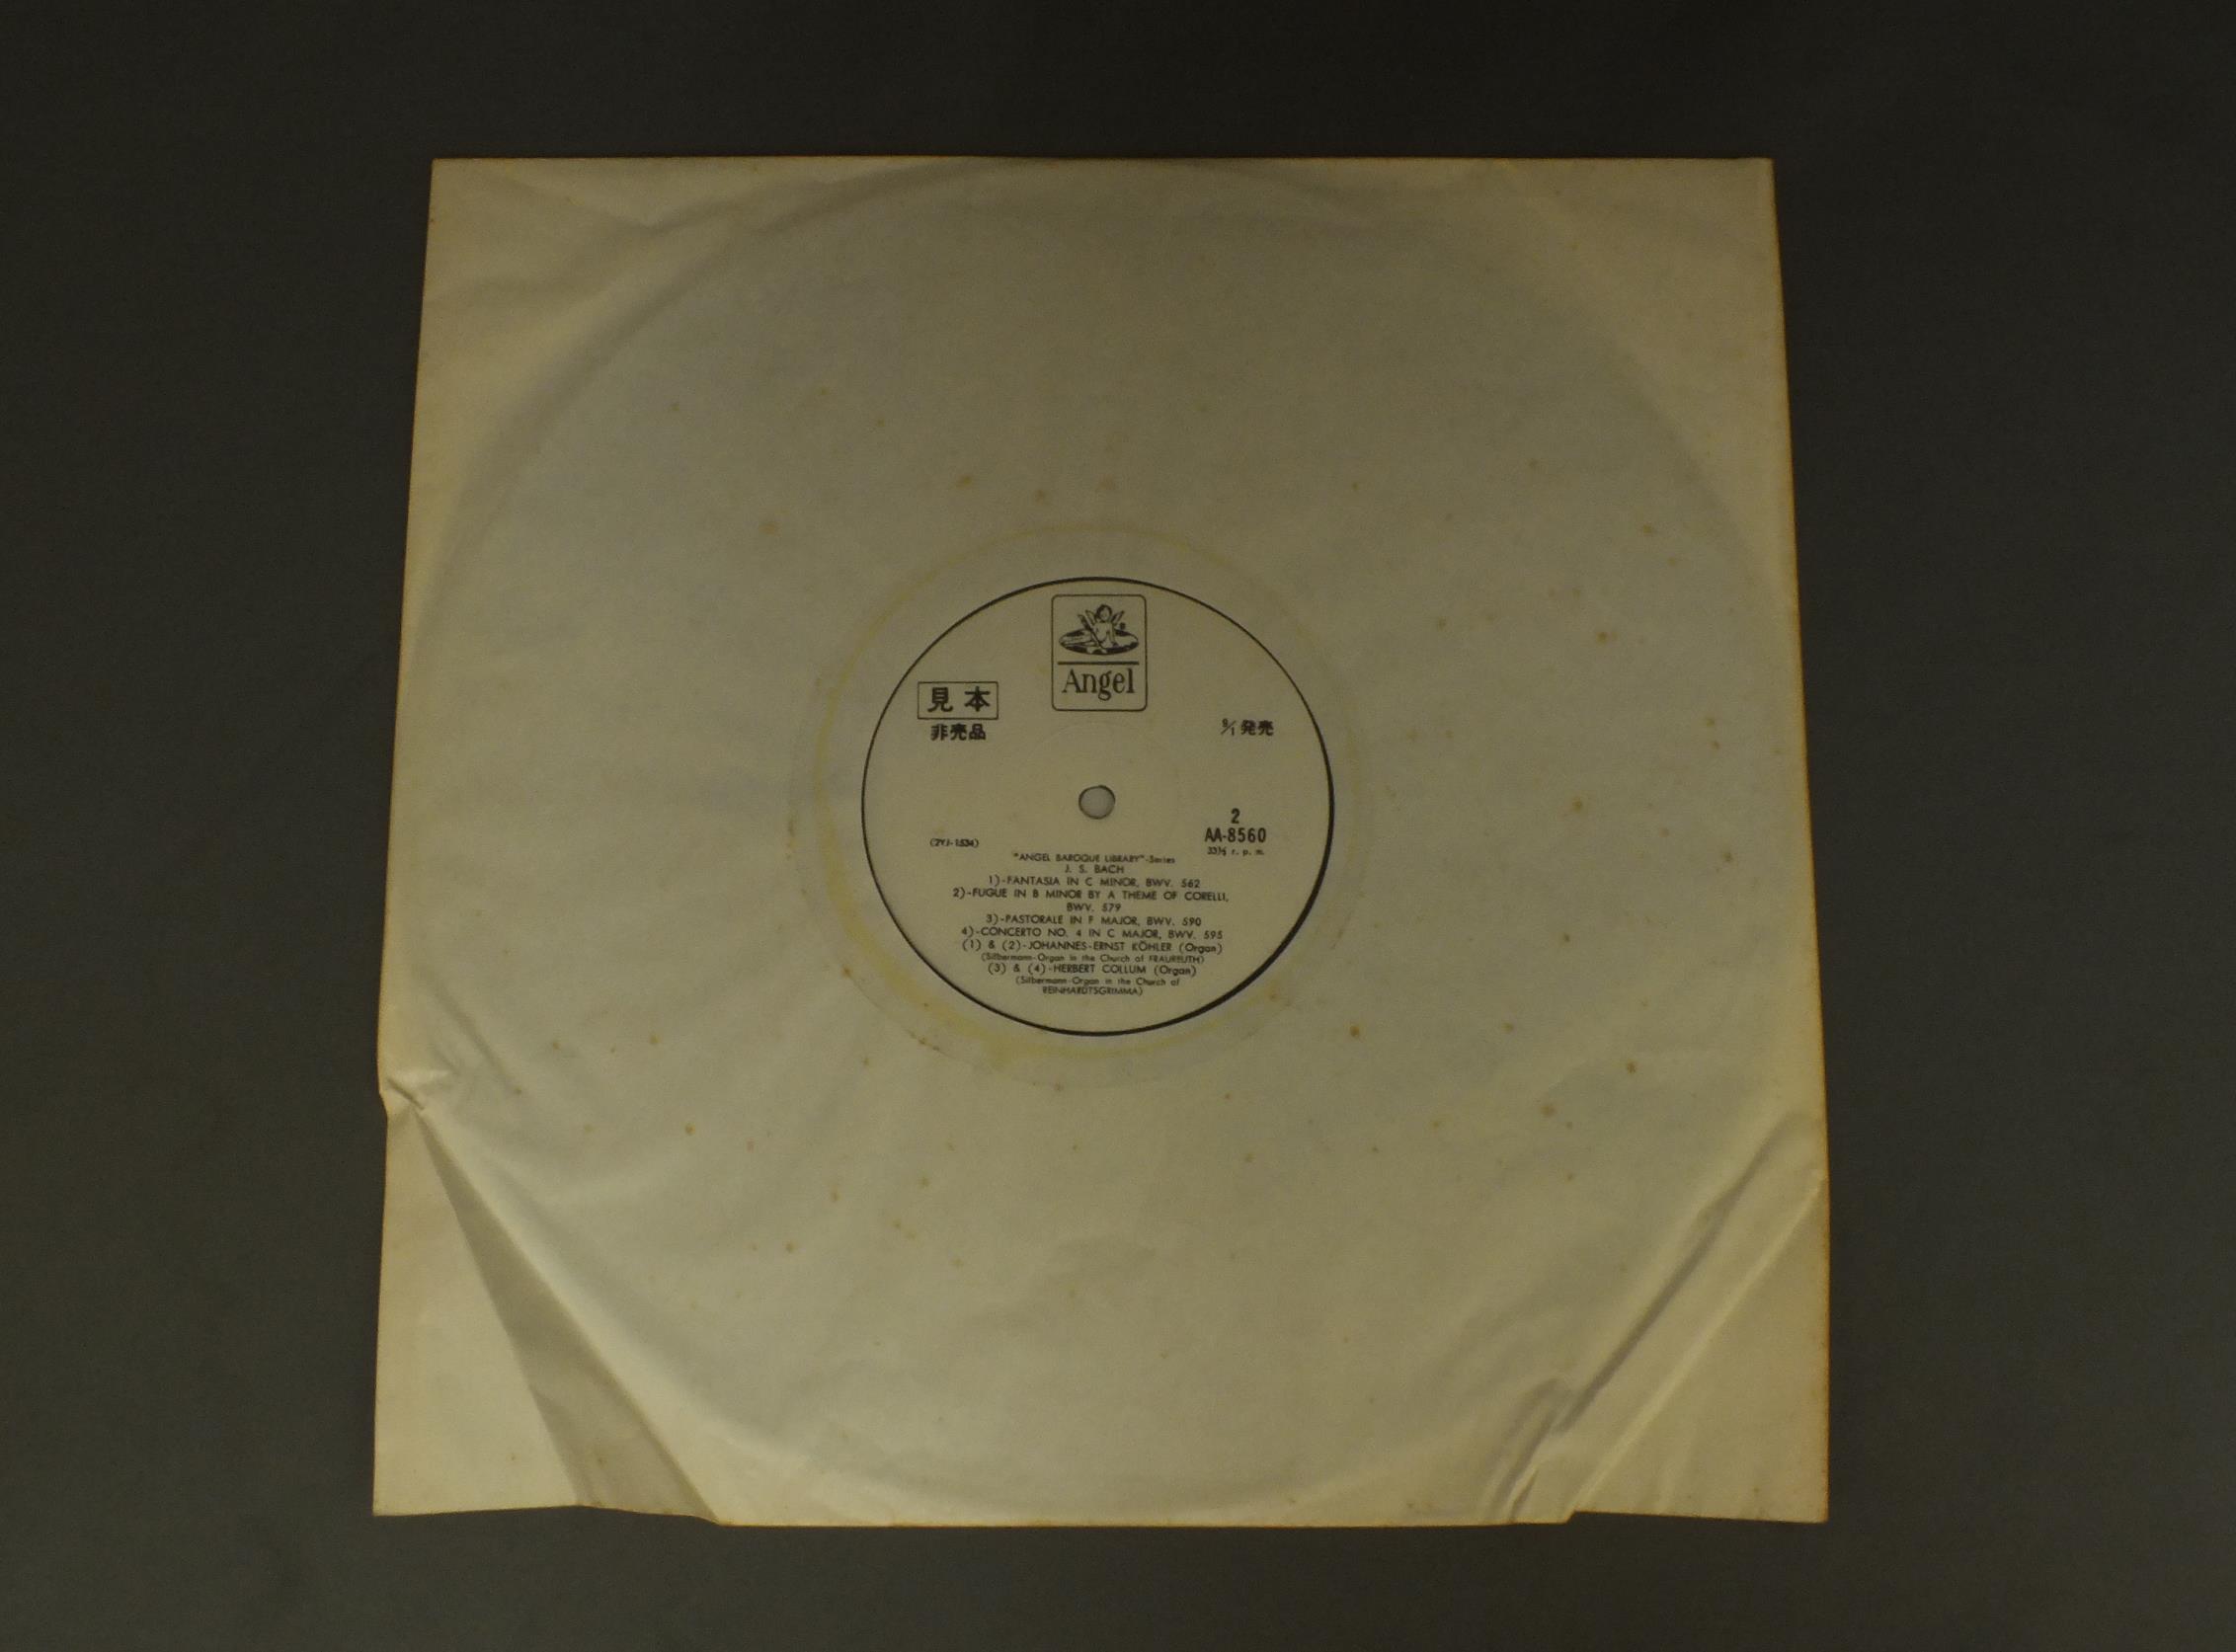 Angel
見本
非売品
9/1発売
2
AA-8560
33⅓ r. p. m.
(2YJ-1534)
"ANGEL BAROQUE LIBRARY"-Series
J. S. BACH
1)-FANTASIA IN C MINOR, BWV. 562
2)-FUGUE IN B MINOR BY A THEME OF CORELLI,
BWV. 579
3)-PASTORALE IN F MAJOR, BWV. 590
4)-CONCERTO NO. 4 IN C MAJOR, BWV. 595
(1) & (2)-JOHANNES-ERNST KÖHLER (Organ)
(Silbermann-Organ in the Church of FRAUREUTH)
(3) & (4)-HERBERT COLLUM (Organ)
(Silbermann-Organ in the Church of
REINHARDTSGRIMMA)